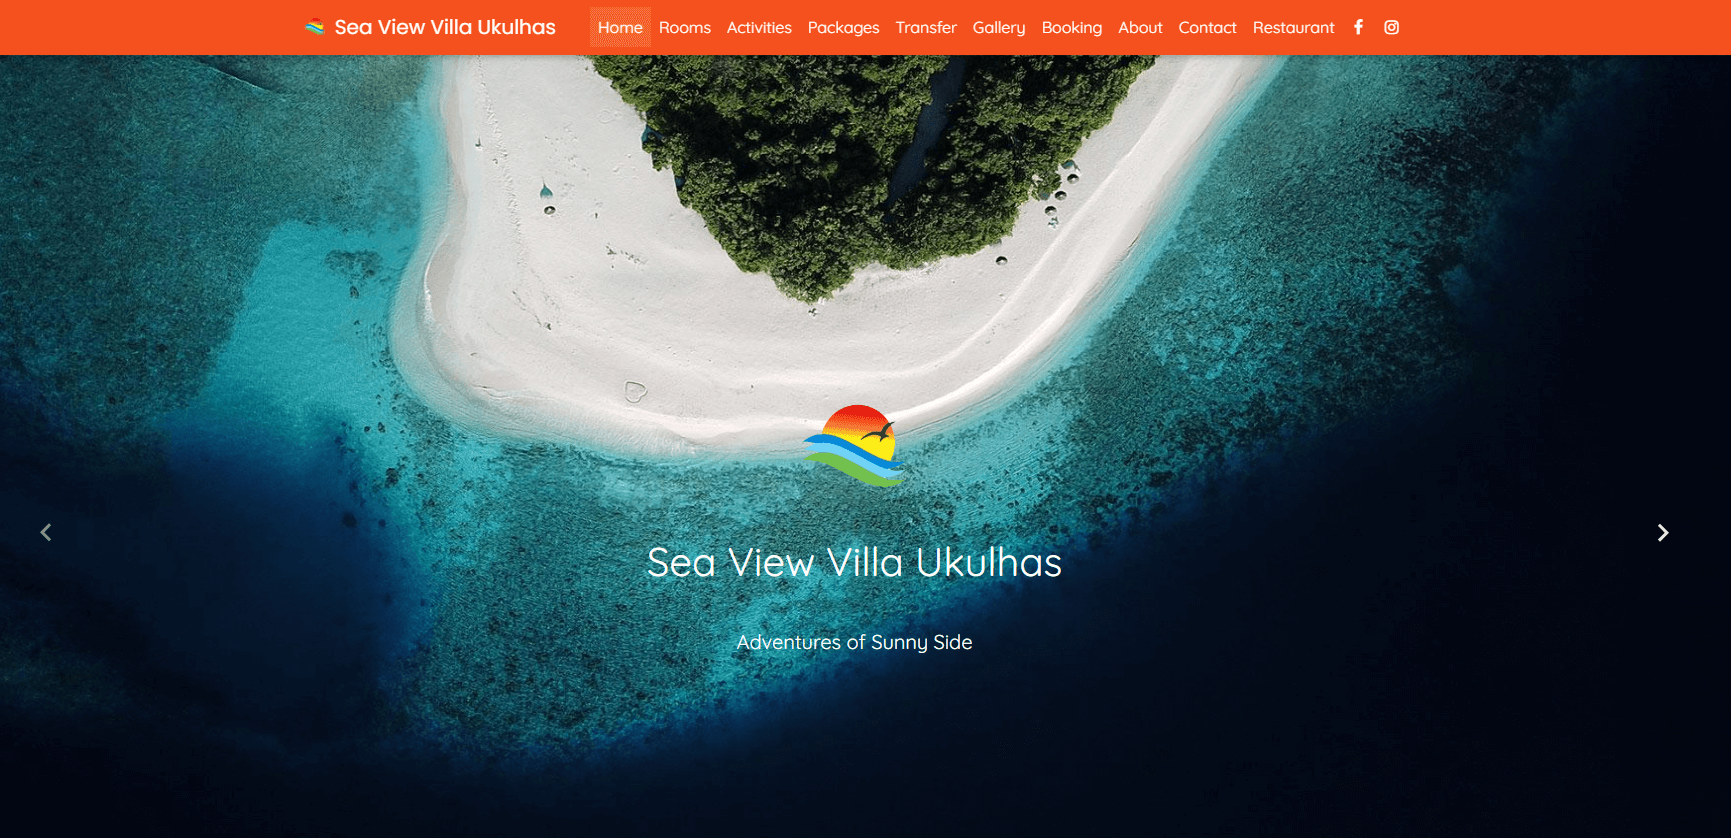 Sea View Villa Ukulhas Home Rooms Activities Packages Transfer Gallery Booking About Contact Restaurant
Sea View Villa Ukulhas
Adventures of Sunny Side